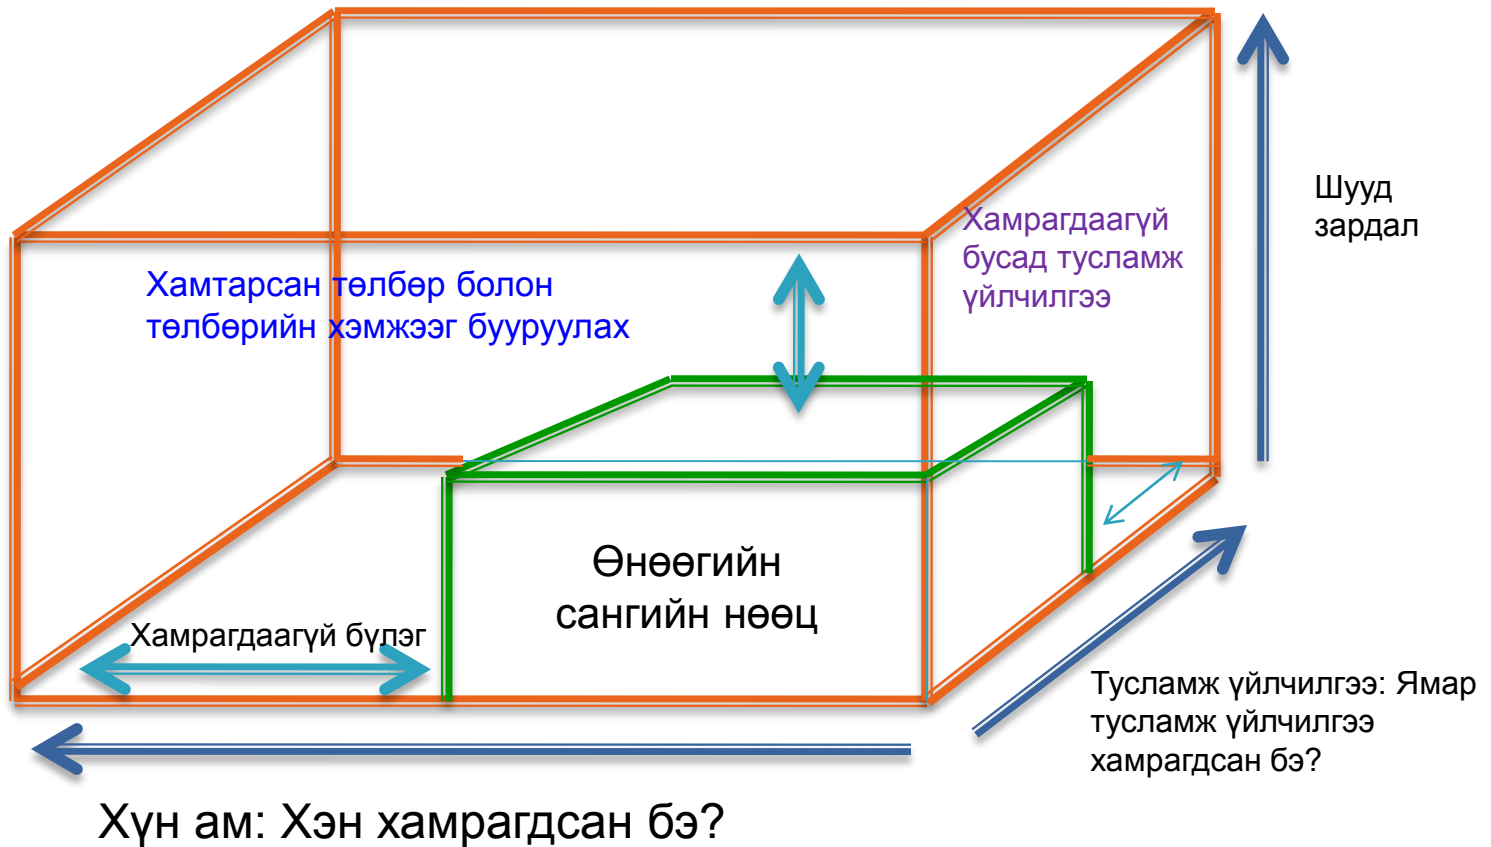 Шууд
зардал
Хамрагдаагүй
бусад тусламж
үйлчилгээ
Хамтарсан төлбөр болон
төлбөрийн хэмжээг бууруулах
Өнөөгийн
сангийн нөөц
Хамрагдаагүй бүлэг
Тусламж үйлчилгээ: Ямар
тусламж үйлчилгээ
хамрагдсан бэ?
Хүн ам: Хэн хамрагдсан бэ?